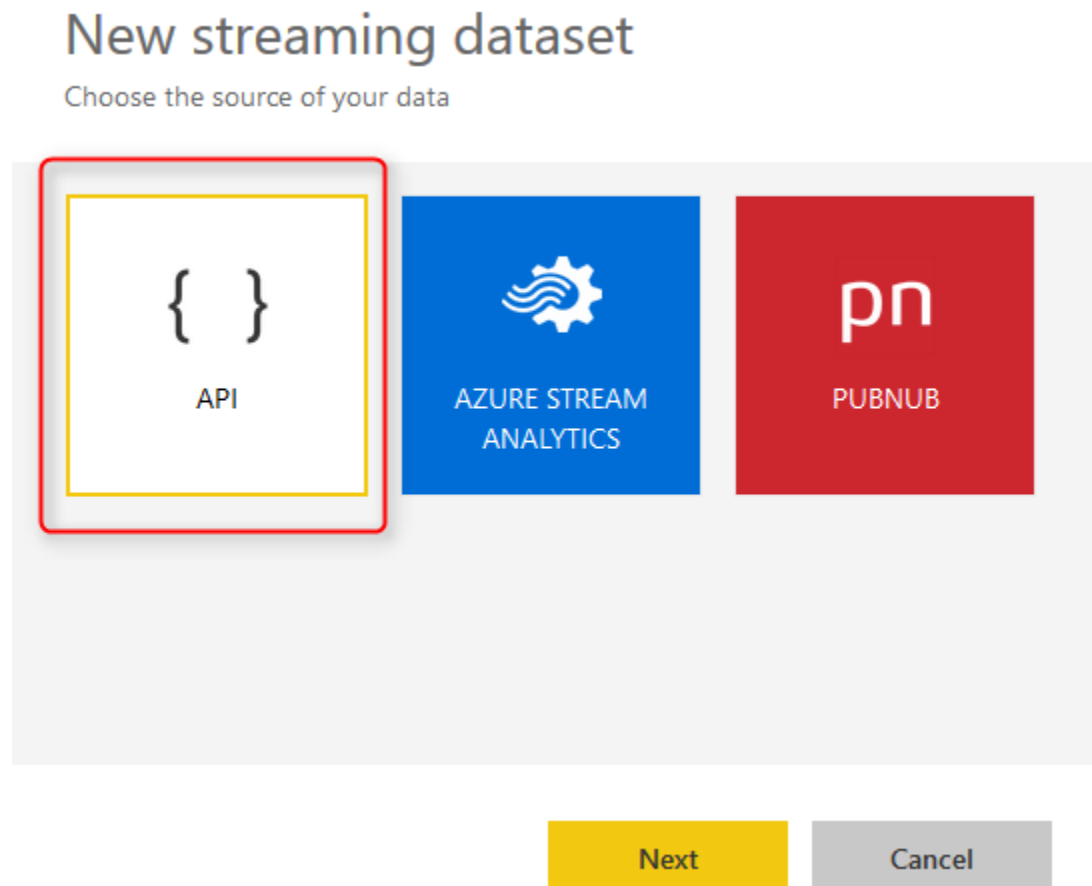 New streaming dataset
Choose the source of your data
{ }
API
AZURE STREAM
ANALYTICS
pn
PUBNUB
Next
Cancel